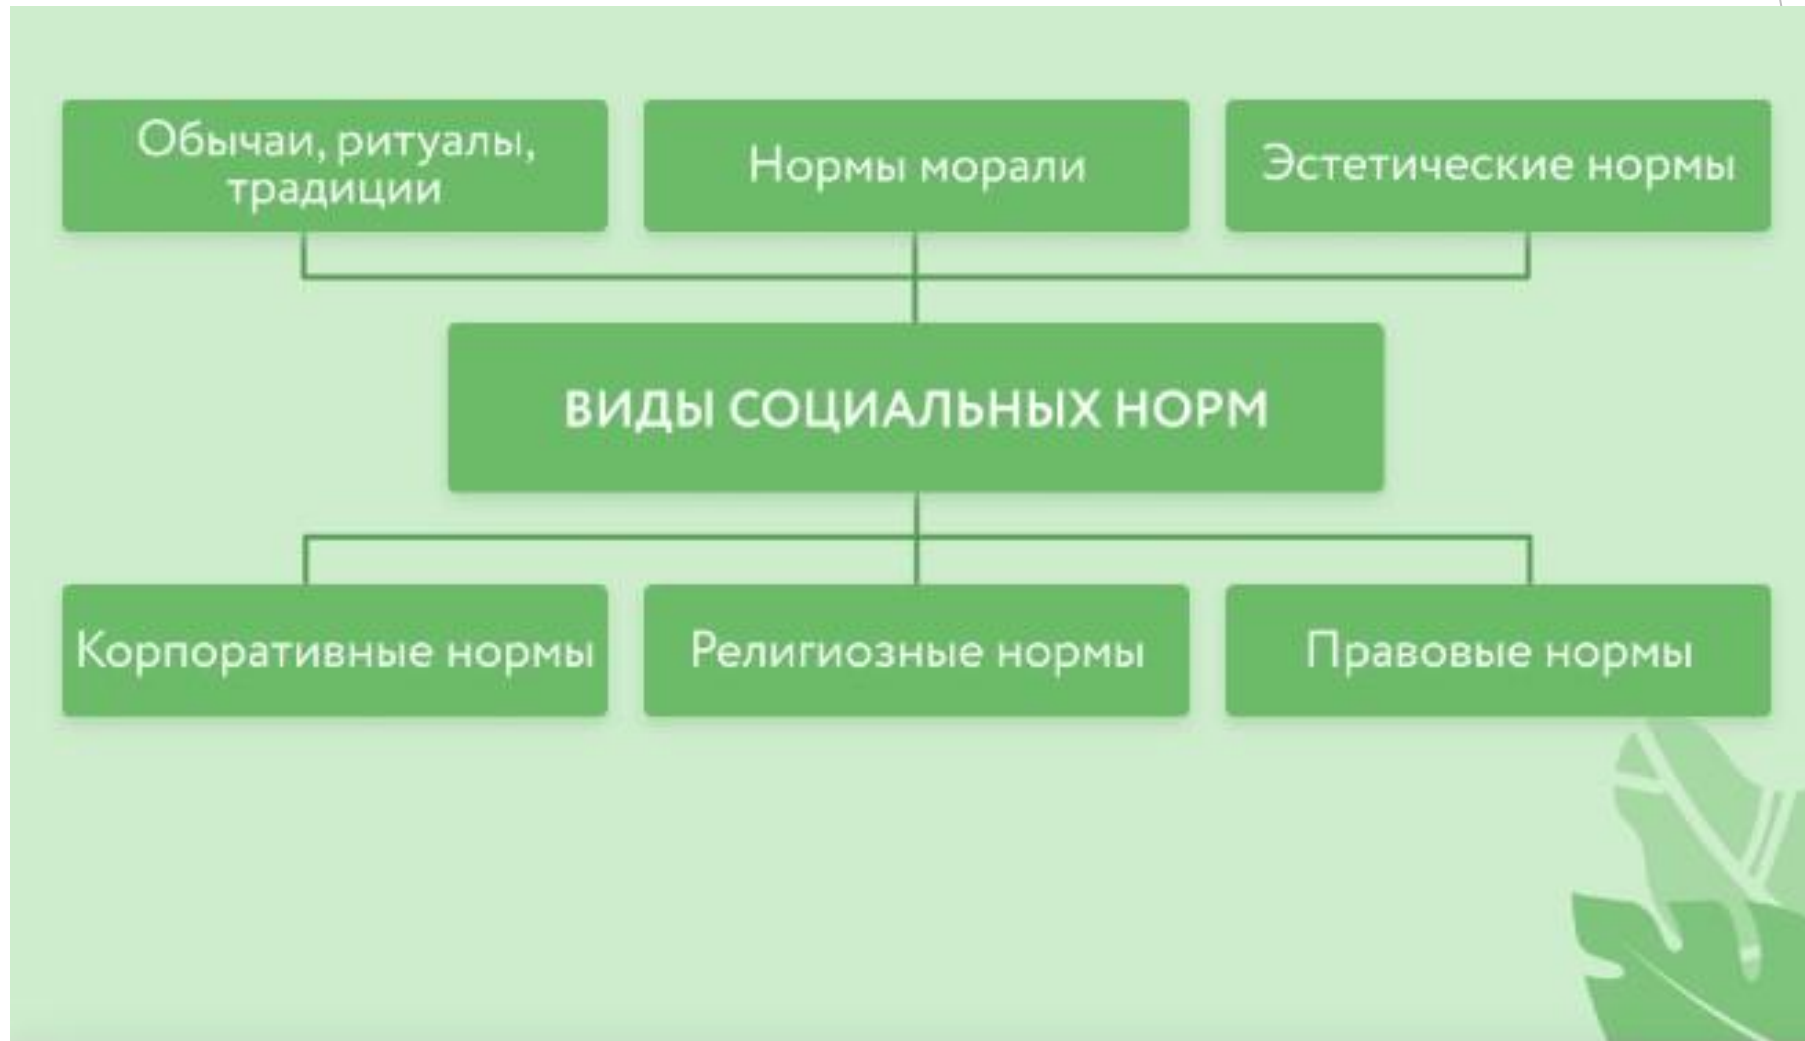 Обычаи, ритуалы,
традиции
Нормы морали
Эстетические нормы
ВИДЫ СОЦИАЛЬНЫХ НОРМ
Корпоративные нормы
Религиозные нормы
Правовые нормы